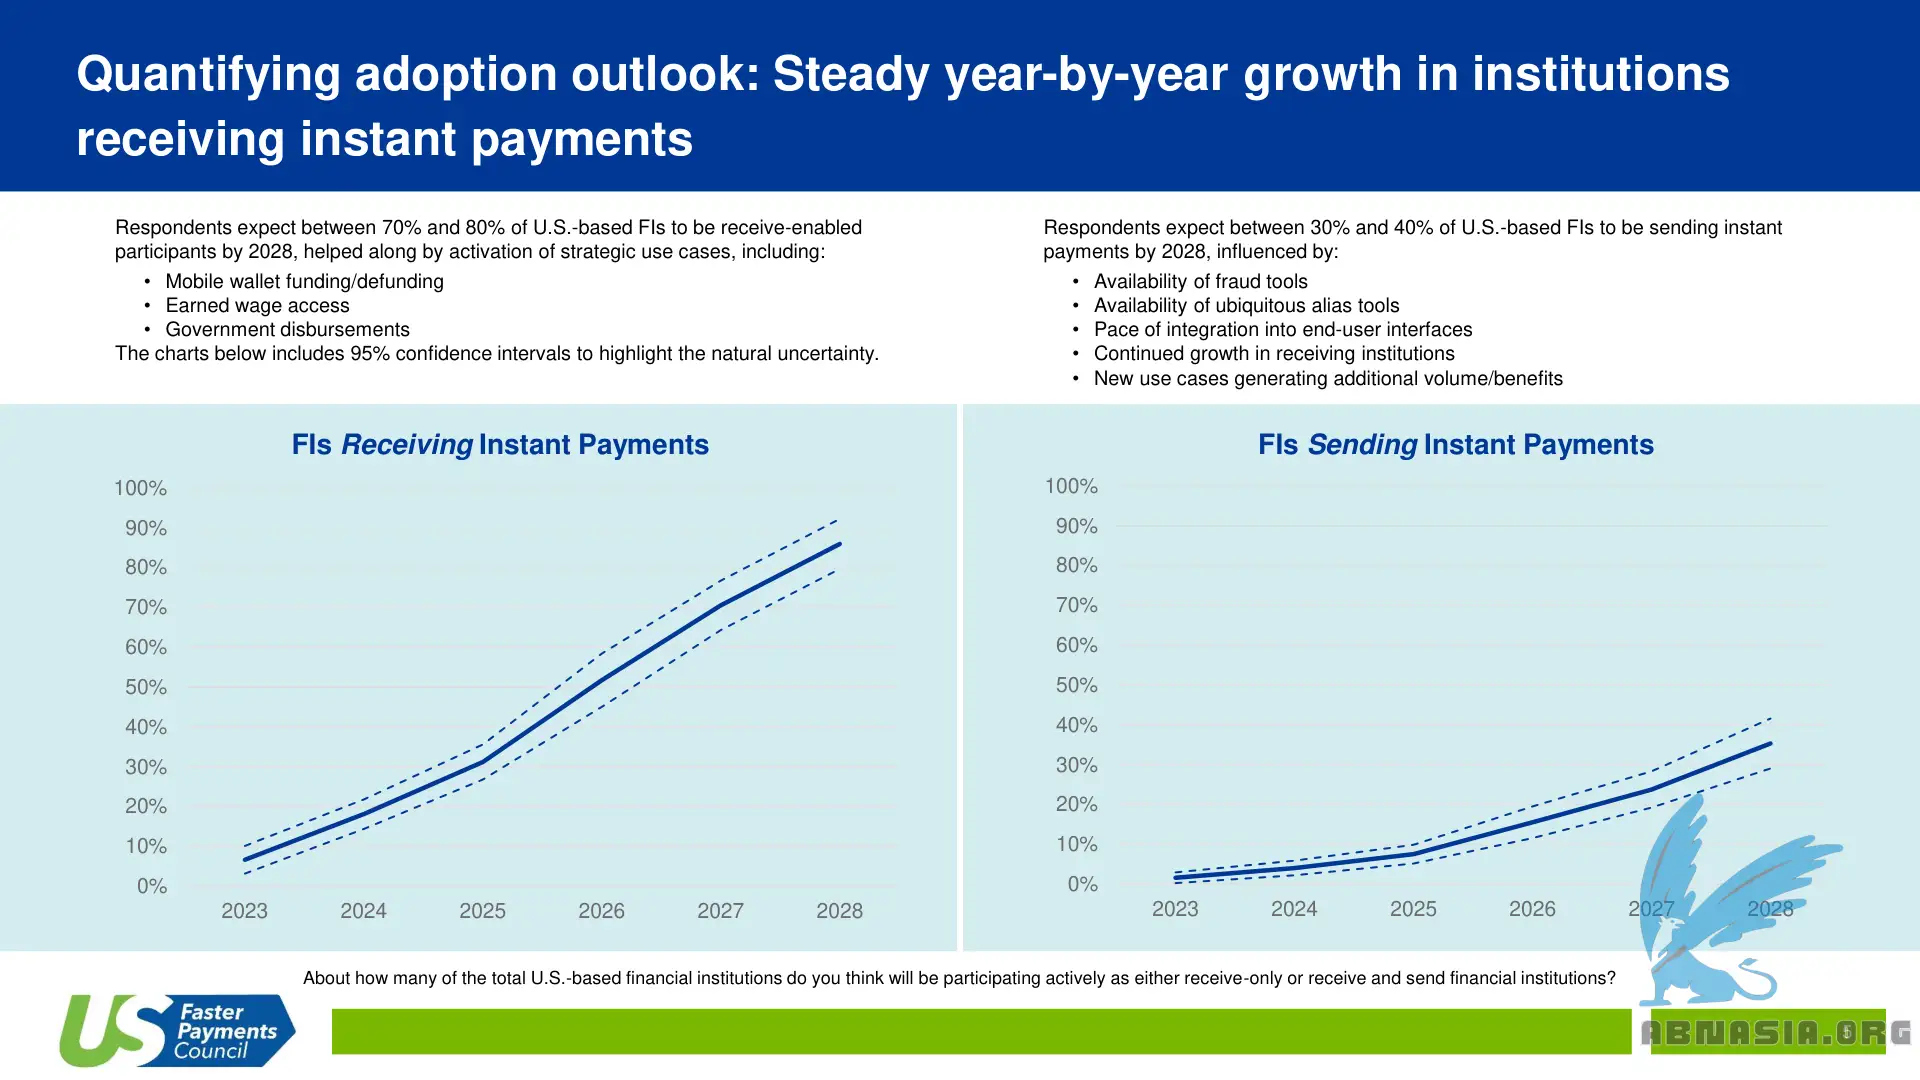 Quantifying adoption outlook: Steady year-by-year growth in institutions
receiving instant payments
Respondents expect between 70% and 80% of U.S.-based FIs to be receive-enabled
participants by 2028, helped along by activation of strategic use cases, including:
• Mobile wallet funding/defunding
• Earned wage access
• Government disbursements
The charts below includes 95% confidence intervals to highlight the natural uncertainty.
Respondents expect between 30% and 40% of U.S.-based FIs to be sending instant
payments by 2028, influenced by:
• Availability of fraud tools
• Availability of ubiquitous alias tools
• Pace of integration into end-user interfaces
• Continued growth in receiving institutions
• New use cases generating additional volume/benefits
FIs Receiving Instant Payments
100%
90%
80%
70%
60%
50%
40%
30%
20%
10%
0%
2023 2024 2025 2026 2027 2028
FIs Sending Instant Payments
100%
90%
80%
70%
60%
50%
40%
30%
20%
10%
0%
2023 2024 2025 2026 2027 2028
About how many of the total U.S.-based financial institutions do you think will be participating actively as either receive-only or receive and send financial institutions?
US Faster
Payments
Council
ABNASIA.ORG
5